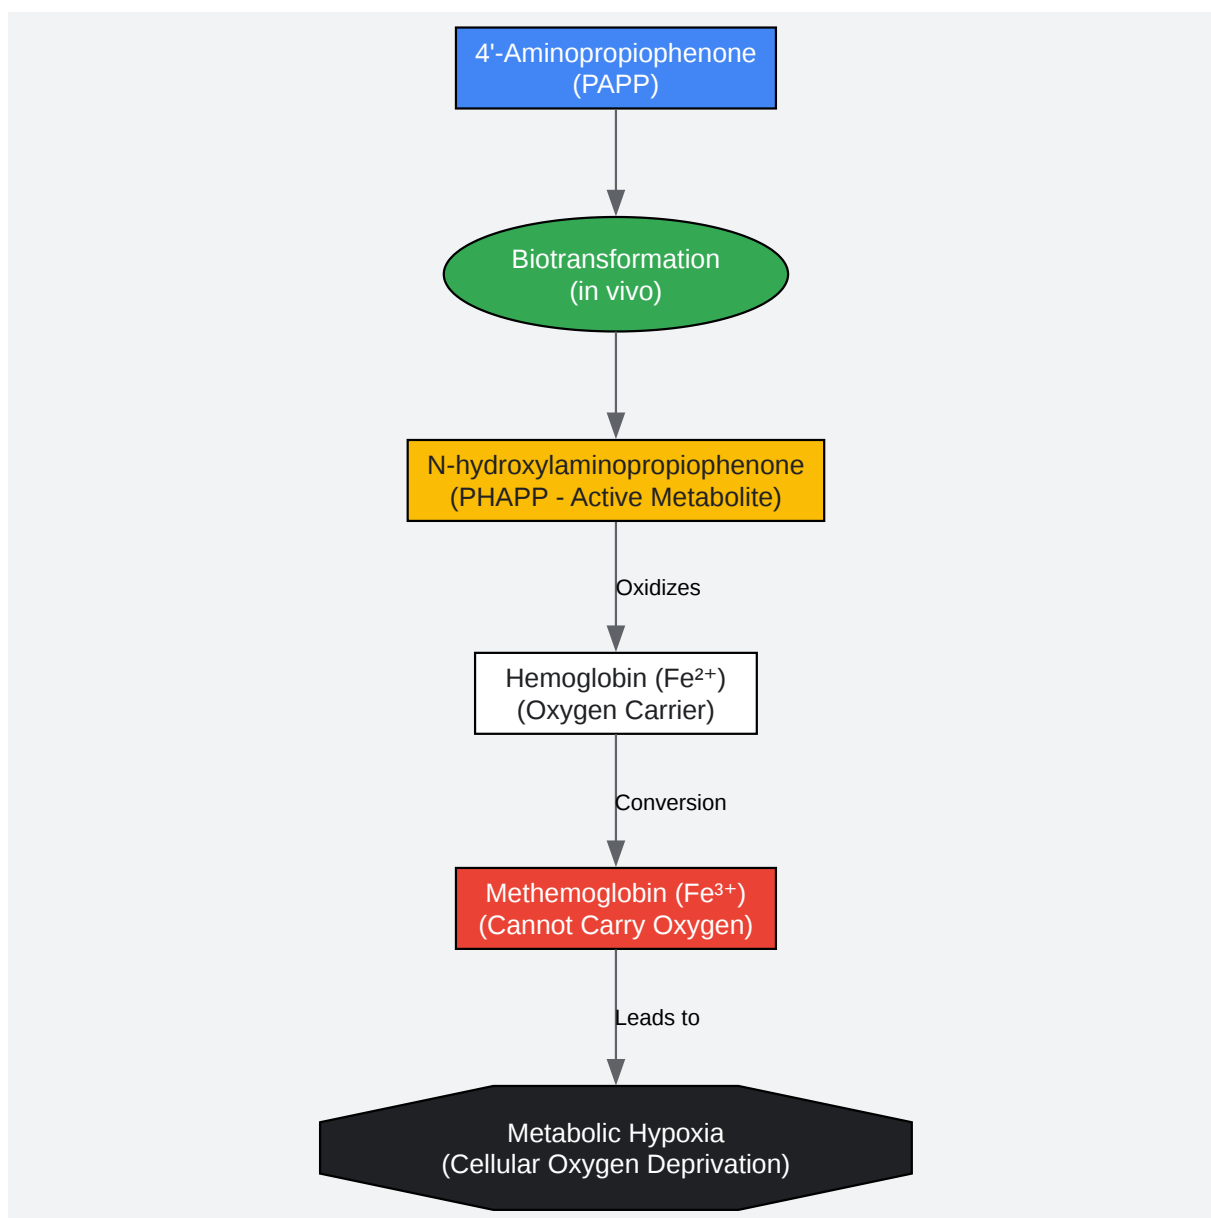 4'-Aminopropiophenone
(PAPP)
Biotransformation
(in vivo)
N-hydroxylaminopropiophenone
(PHAPP - Active Metabolite)
Oxidizes
Hemoglobin (Fe²⁺)
(Oxygen Carrier)
Conversion
Methemoglobin (Fe³⁺)
(Cannot Carry Oxygen)
Leads to
Metabolic Hypoxia
(Cellular Oxygen Deprivation)